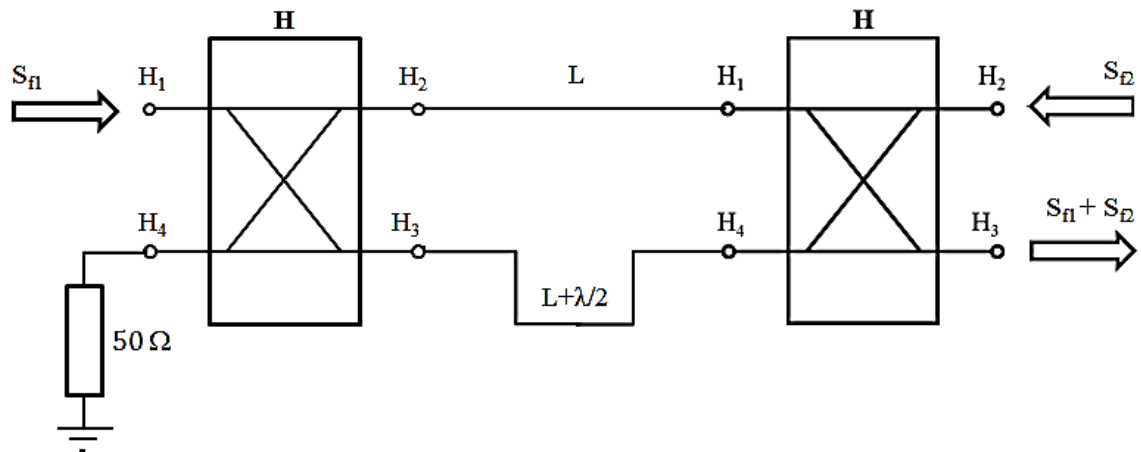 H
H
S_f1
H_1
H_2
L
H_1
H_2
S_f2
H_4
H_3
H_4
H_3
S_f1 + S_f2
L+λ/2
50 Ω